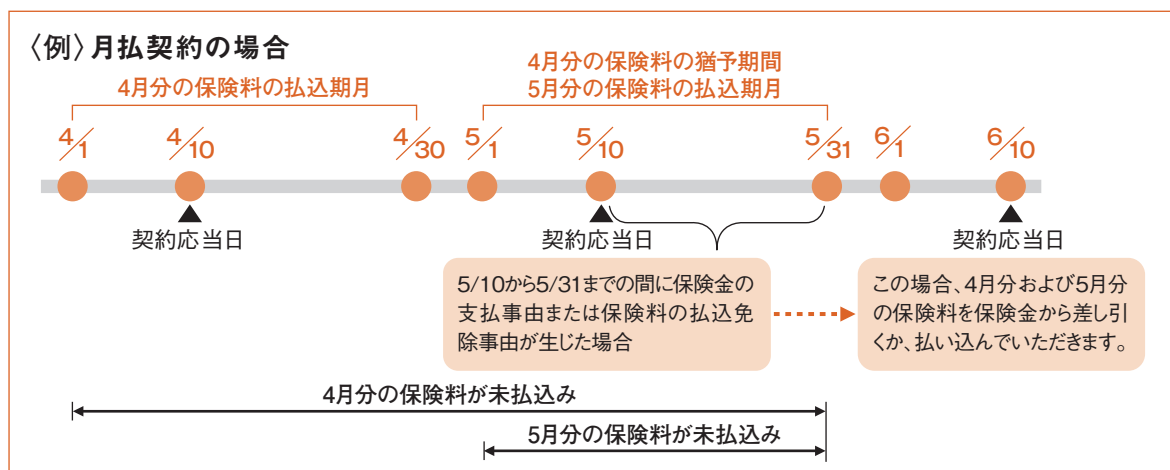 〈例〉月払契約の場合
4月分の保険料の払込期月
4月分の保険料の猶予期間
5月分の保険料の払込期月
4/1
4/10
4/30
5/1
5/10
5/31
6/1
6/10
契約応当日
契約応当日
契約応当日
5/10から5/31までの間に保険金の
支払事由または保険料の払込免
除事由が生じた場合
この場合、4月分および5月分
の保険料を保険金から差し引
くか、払い込んでいただきます。
4月分の保険料が未払込み
5月分の保険料が未払込み